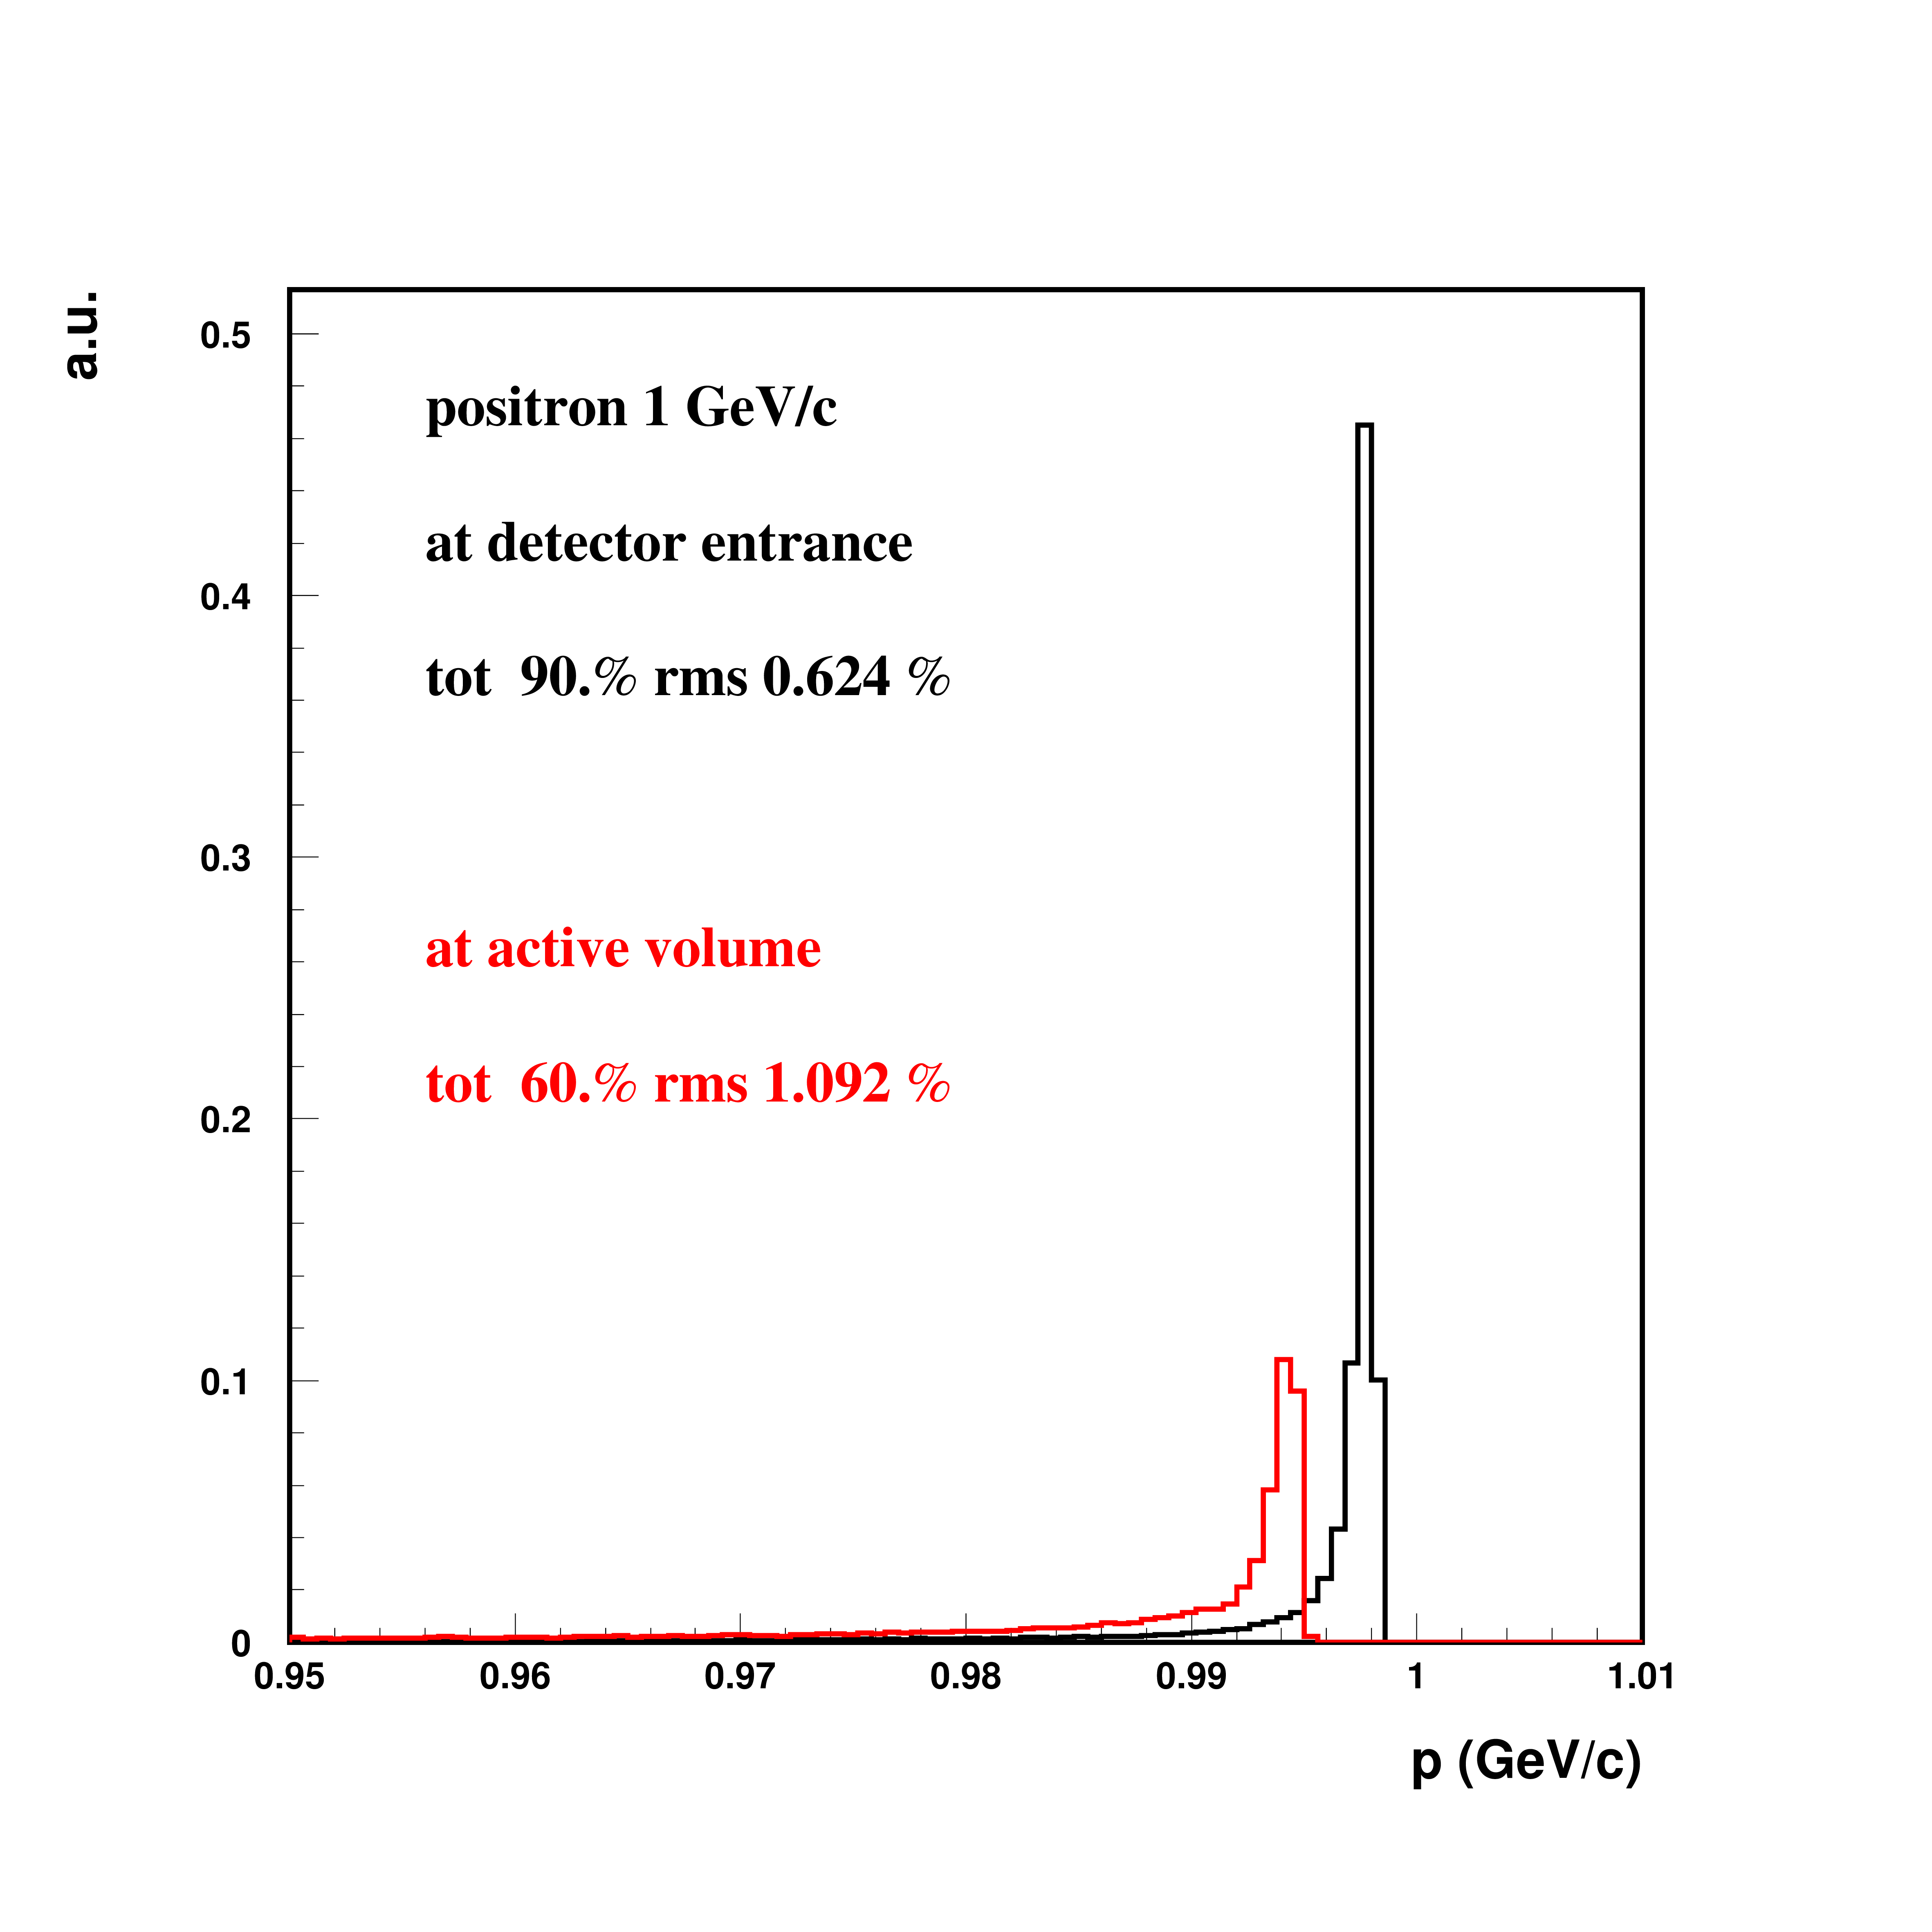 a.u.
0.5
positron 1 GeV/c
at detector entrance
0.4
tot 90.% rms 0.624 %
0.3
at active volume
tot 60.% rms 1.092 %
0.2
0.1
0
0.95 0.96 0.97 0.98 0.99 1 1.01
p (GeV/c)